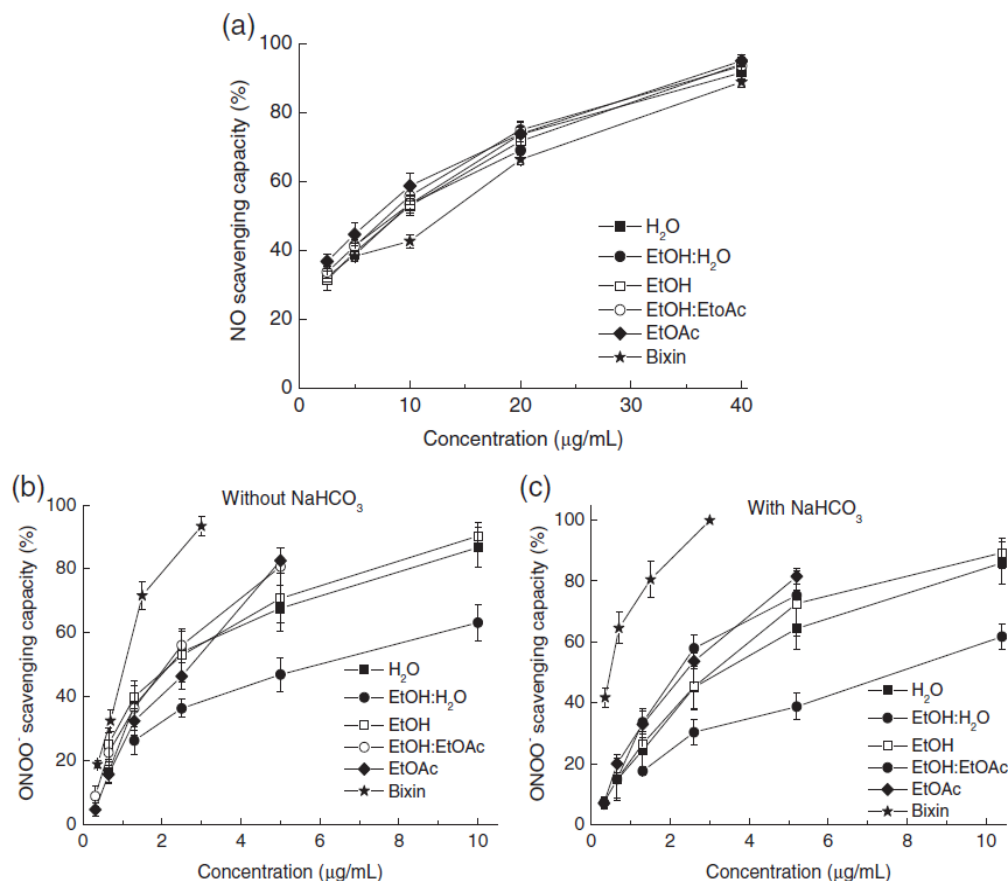 (a)
100
80
60
40
20
0
NO scavenging capacity (%)
H₂O
EtOH:H₂O
EtOH
EtOH:EtoAc
EtOAc
Bixin
0 10 20 30 40
Concentration (μg/mL)
(b)
Without NaHCO₃
100
80
60
40
20
0
ONOO⁻ scavenging capacity (%)
H₂O
EtOH:H₂O
EtOH
EtOH:EtOAc
EtOAc
Bixin
0 2 4 6 8 10
Concentration (μg/mL)
(c)
With NaHCO₃
100
80
60
40
20
0
ONOO⁻ scavenging capacity (%)
H₂O
EtOH:H₂O
EtOH
EtOH:EtOAc
EtOAc
Bixin
0 2 4 6 8 10
Concentration (μg/mL)